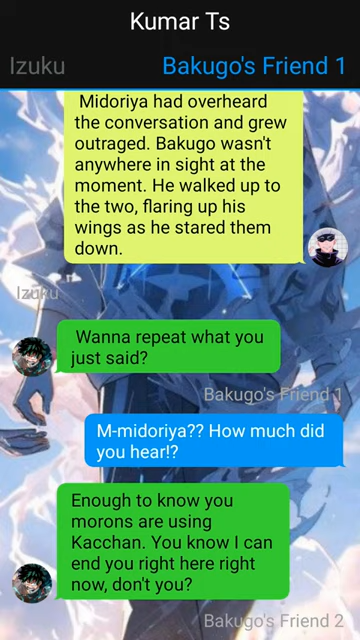 Kumar Ts
Izuku
Bakugo's Friend 1
Midoriya had overheard
the conversation and grew
outraged. Bakugo wasn't
anywhere in sight at the
moment. He walked up to
the two, flaring up his
wings as he stared them
down.
Izuku
Wanna repeat what you
just said?
Bakugo's Friend 1
M-midoriya?? How much did
you hear!?
Enough to know you
morons are using
Kacchan. You know I can
end you right here right
now, don't you?
Bakugo's Friend 2